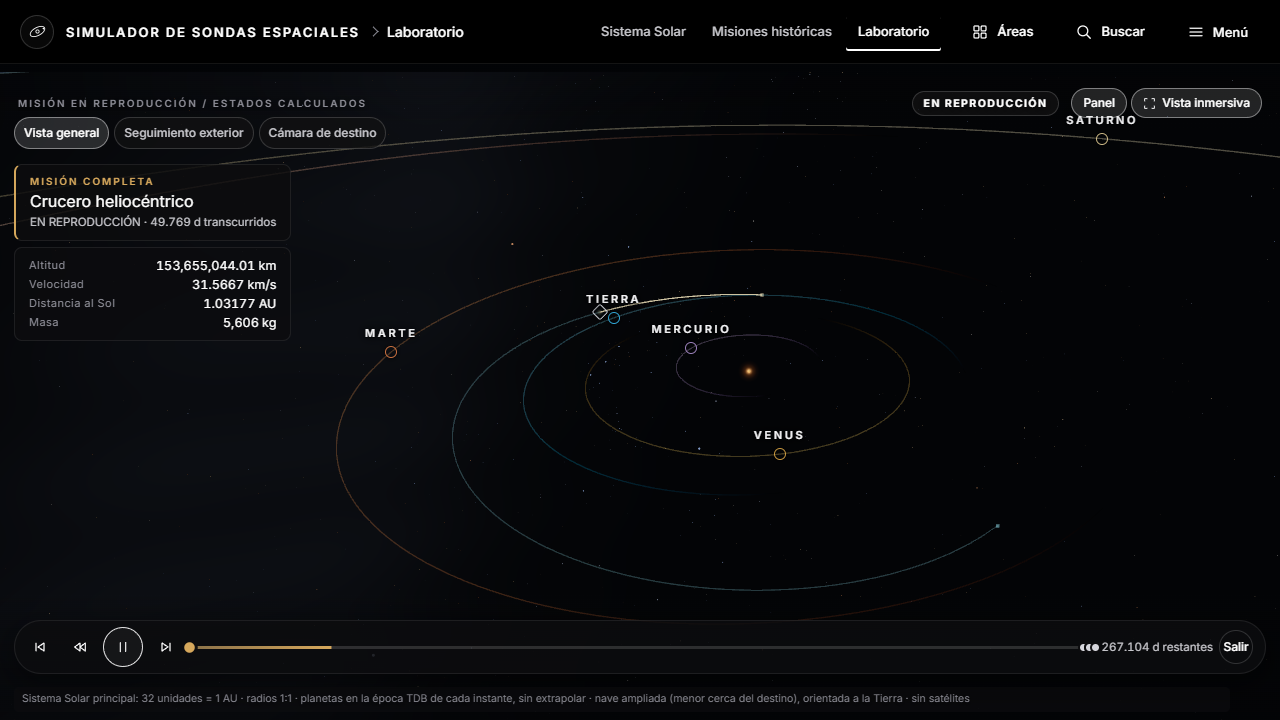 SIMULADOR DE SONDAS ESPACIALES
Laboratorio
Sistema Solar
Misiones históricas
Laboratorio
Áreas
Buscar
Menú
MISIÓN EN REPRODUCCIÓN / ESTADOS CALCULADOS
EN REPRODUCCIÓN
Panel
Vista inmersiva
Vista general
Seguimiento exterior
Cámara de destino
SATURNO
MISIÓN COMPLETA
Crucero heliocéntrico
EN REPRODUCCIÓN · 49.769 d transcurridos
Altitud 153,655,044.01 km
Velocidad 31.5667 km/s
Distancia al Sol 1.03177 AU
Masa 5,606 kg
TIERRA
MERCURIO
MARTE
VENUS
267.104 d restantes
Salir
Sistema Solar principal: 32 unidades = 1 AU · radios 1:1 · planetas en la época TDB de cada instante, sin extrapolar · nave ampliada (menor cerca del destino), orientada a la Tierra · sin satélites